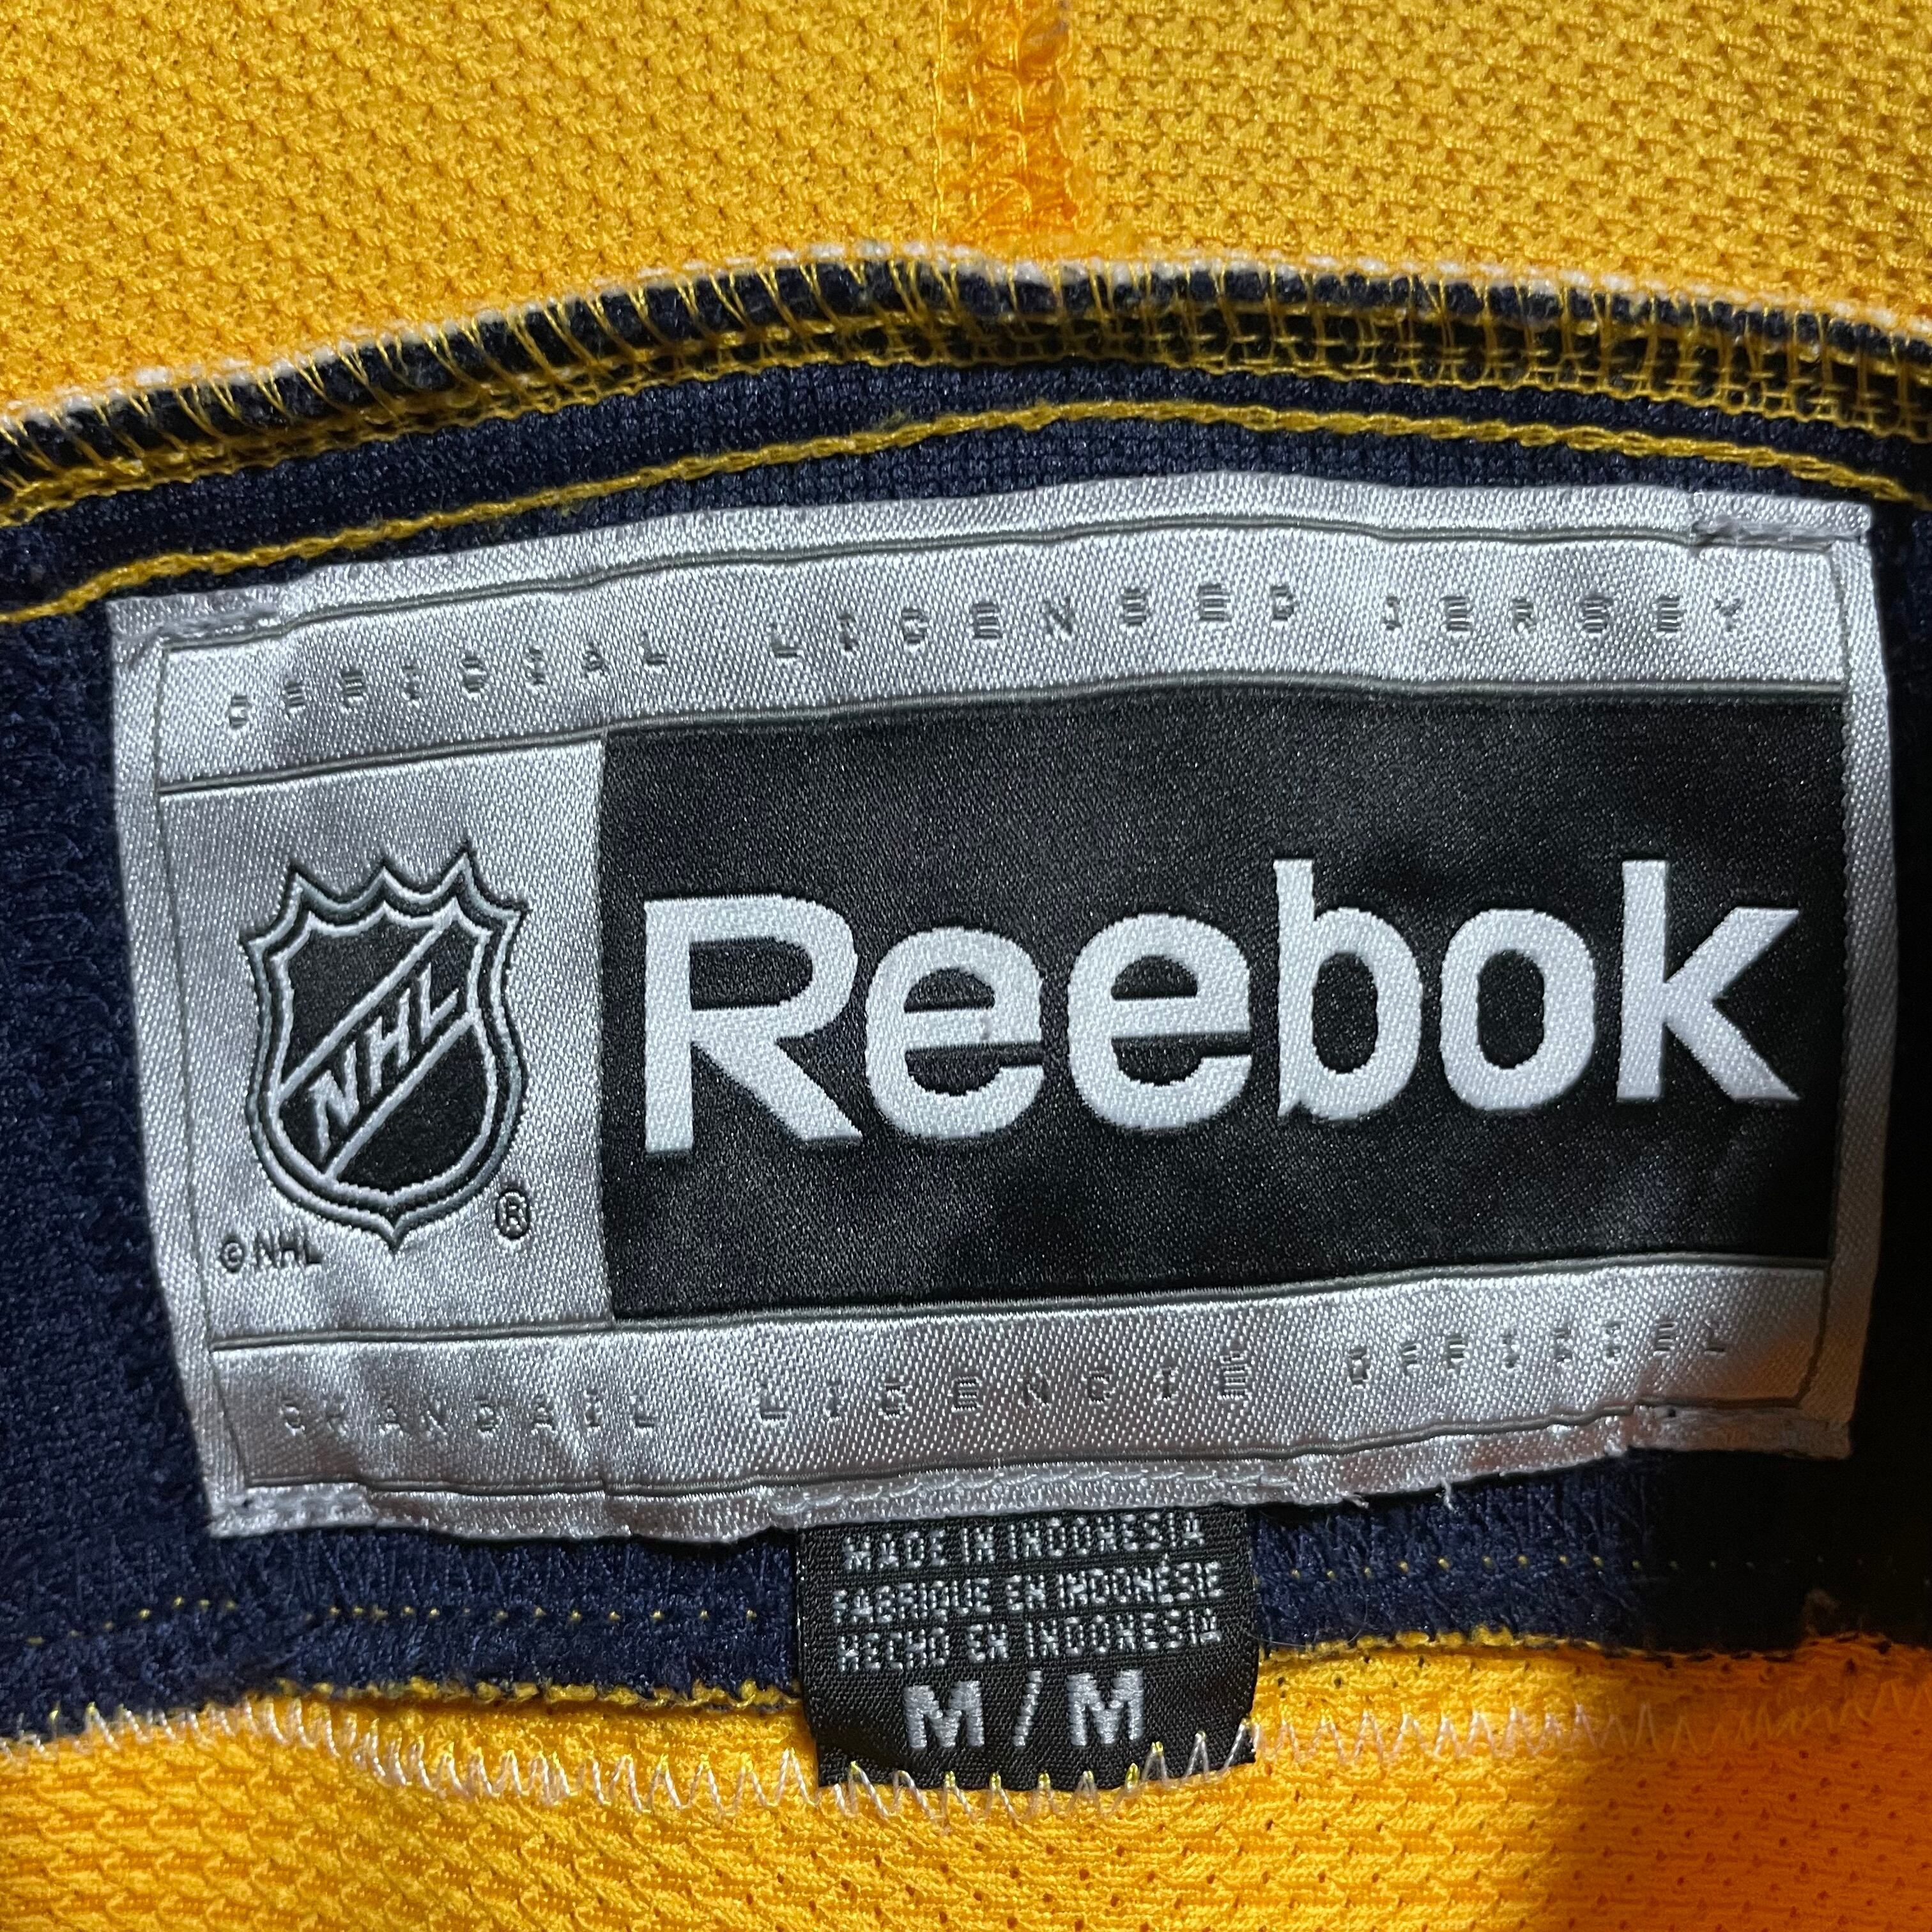 OFFICIAL LICENSED JERSEY
NHL
®
© NHL
Reebok
CHANDAIL LICENCIÉ OFFICIEL
MADE IN INDONESIA
FABRIQUE EN INDONÉSIE
HECHO EN INDONESIA
M / M